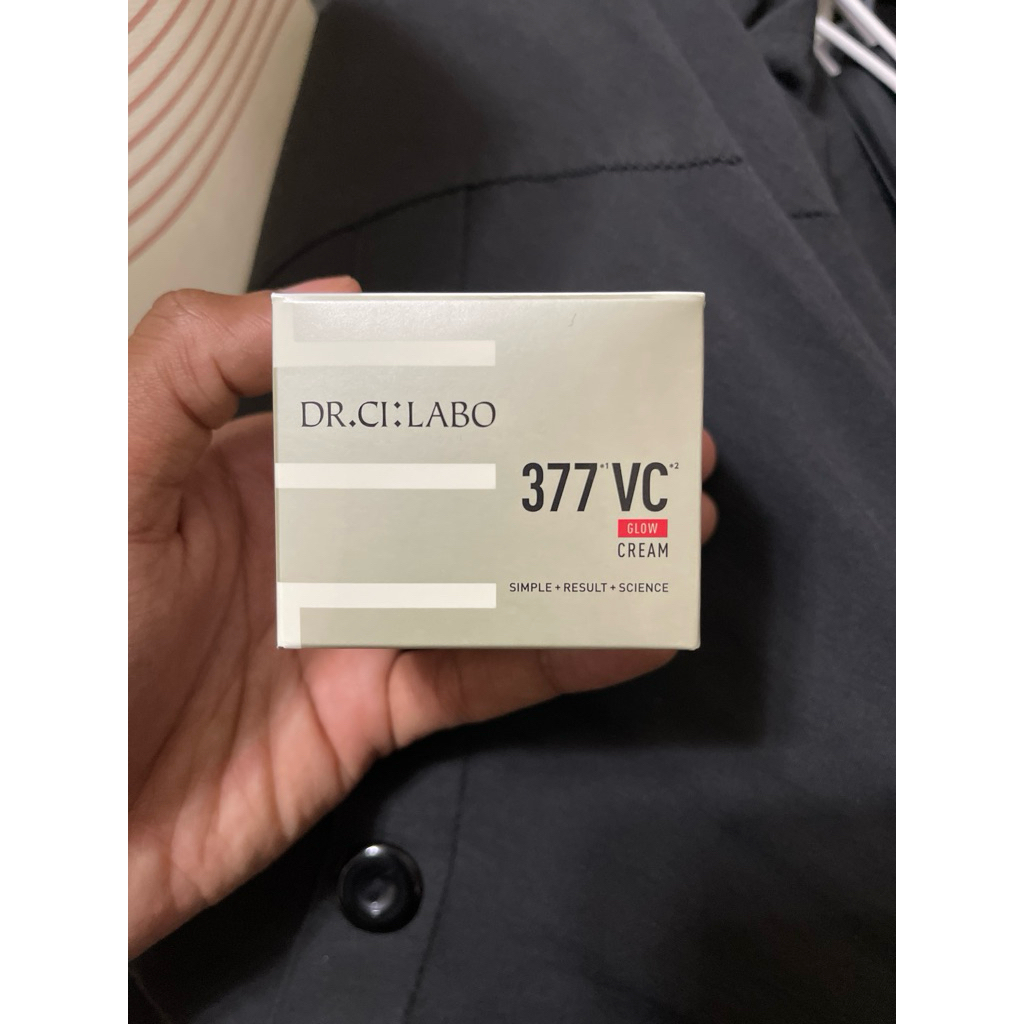 DR.CI:LABO
377*1 VC*2
GLOW
CREAM
SIMPLE+RESULT+SCIENCE